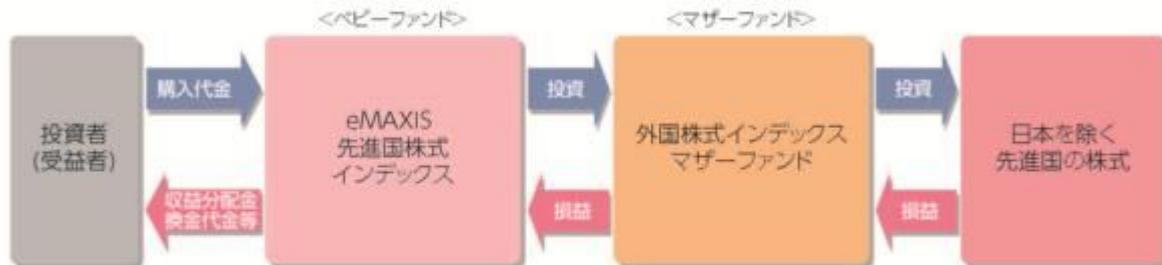 <ベビーファンド>
<マザーファンド>
投資者
(受益者)
購入代金
収益分配金
換金代金等
eMAXIS
先進国株式
インデックス
投資
損益
外国株式インデックス
マザーファンド
投資
損益
日本を除く
先進国の株式